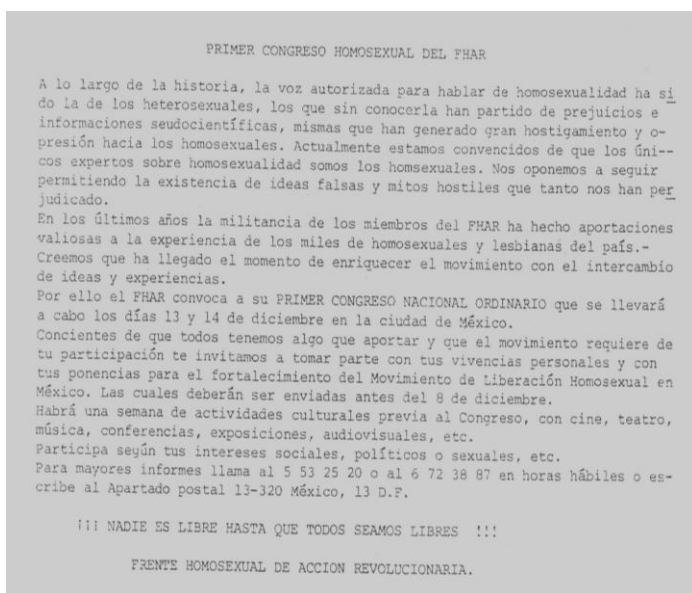 PRIMER CONGRESO HOMOSEXUAL DEL FHAR
A lo largo de la historia, la voz autorizada para hablar de homosexualidad ha si
do la de los heterosexuales, los que sin conocerla han partido de prejuicios e
informaciones seudocientíficas, mismas que han generado gran hostigamiento y o-
presión hacia los homosexuales. Actualmente estamos convencidos de que los úni--
cos expertos sobre homosexualidad somos los homsexuales. Nos oponemos a seguir
permitiendo la existencia de ideas falsas y mitos hostiles que tanto nos han per
judicado.
En los últimos años la militancia de los miembros del FHAR ha hecho aportaciones
valiosas a la experiencia de los miles de homosexuales y lesbianas del país.-
Creemos que ha llegado el momento de enriquecer el movimiento con el intercambio
de ideas y experiencias.
Por ello el FHAR convoca a su PRIMER CONGRESO NACIONAL ORDINARIO que se llevará
a cabo los días 13 y 14 de diciembre en la ciudad de México.
Concientes de que todos tenemos algo que aportar y que el movimiento requiere de
tu participación te invitamos a tomar parte con tus vivencias personales y con
tus ponencias para el fortalecimiento del Movimiento de Liberación Homosexual en
México. Las cuales deberán ser enviadas antes del 8 de diciembre.
Habrá una semana de actividades culturales previa al Congreso, con cine, teatro,
música, conferencias, exposiciones, audiovisuales, etc.
Participa según tus intereses sociales, políticos o sexuales, etc.
Para mayores informes llama al 5 53 25 20 o al 6 72 38 87 en horas hábiles o es-
cribe al Apartado postal 13-320 México, 13 D.F.
¡¡¡ NADIE ES LIBRE HASTA QUE TODOS SEAMOS LIBRES !!!
FRENTE HOMOSEXUAL DE ACCION REVOLUCIONARIA.